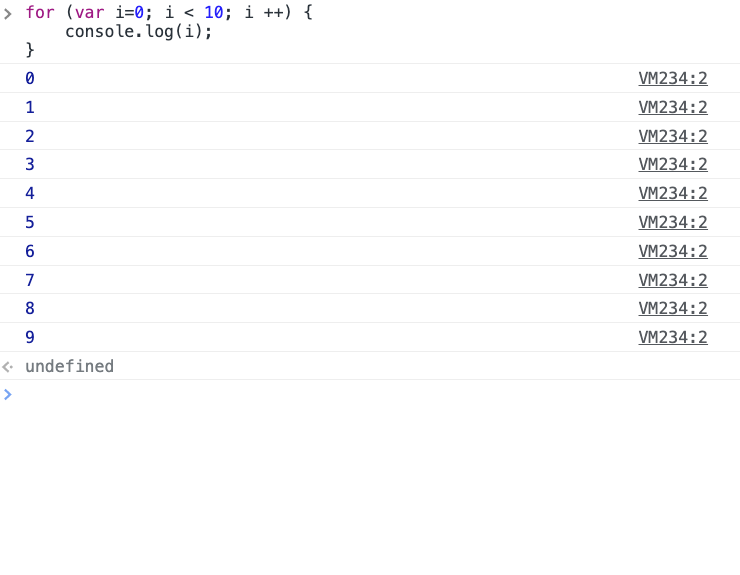 for (var i=0; i < 10; i ++) {
    console.log(i);
}
0 VM234:2
1 VM234:2
2 VM234:2
3 VM234:2
4 VM234:2
5 VM234:2
6 VM234:2
7 VM234:2
8 VM234:2
9 VM234:2
undefined